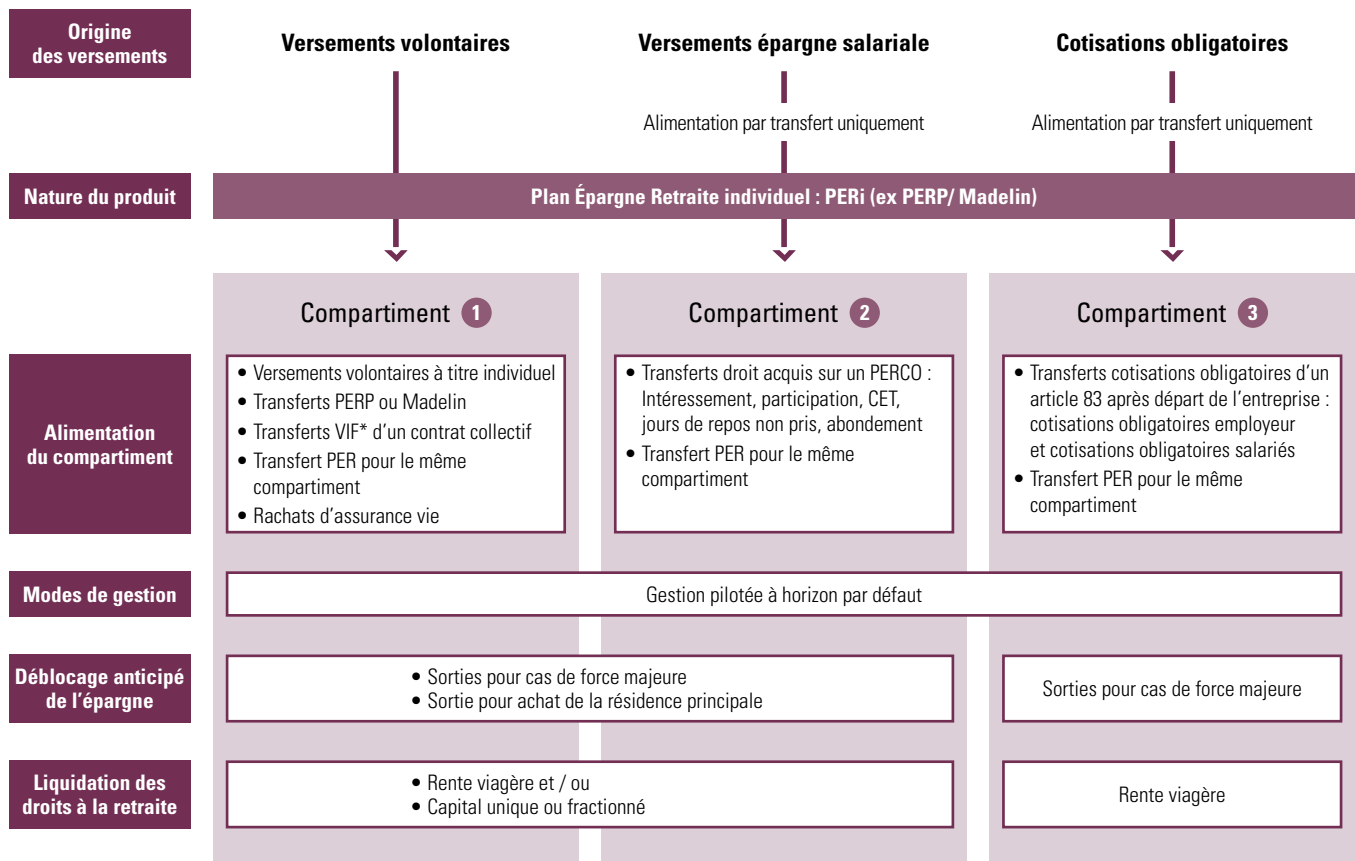 Origine
des versements
Versements volontaires
Versements épargne salariale
Cotisations obligatoires
Alimentation par transfert uniquement
Alimentation par transfert uniquement
Nature du produit
Plan Épargne Retraite individuel : PERi (ex PERP/ Madelin)
Compartiment 1
Compartiment 2
Compartiment 3
Alimentation
du compartiment
• Versements volontaires à titre individuel
• Transferts PERP ou Madelin
• Transferts VIF* d'un contrat collectif
• Transfert PER pour le même
compartiment
• Rachats d'assurance vie
• Transferts droit acquis sur un PERCO :
Intéressement, participation, CET,
jours de repos non pris, abondement
• Transfert PER pour le même
compartiment
• Transferts cotisations obligatoires d'un
article 83 après départ de l'entreprise :
cotisations obligatoires employeur
et cotisations obligatoires salariés
• Transfert PER pour le même
compartiment
Modes de gestion
Gestion pilotée à horizon par défaut
Déblocage anticipé
de l'épargne
• Sorties pour cas de force majeure
• Sortie pour achat de la résidence principale
Sorties pour cas de force majeure
Liquidation des
droits à la retraite
• Rente viagère et / ou
• Capital unique ou fractionné
Rente viagère